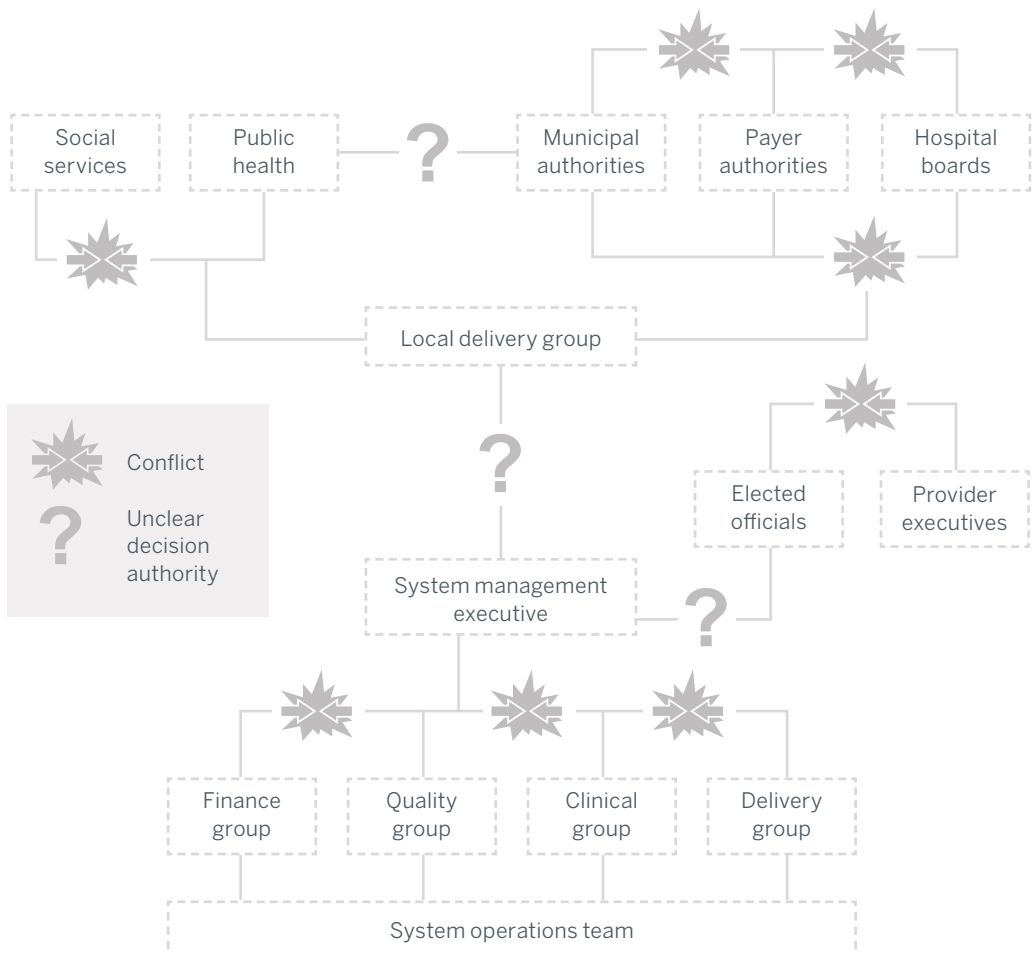 Social
services
Public
health
?
Municipal
authorities
Payer
authorities
Hospital
boards
Local delivery group
Conflict
?
Unclear
decision
authority
?
Elected
officials
Provider
executives
System management
executive
?
Finance
group
Quality
group
Clinical
group
Delivery
group
System operations team